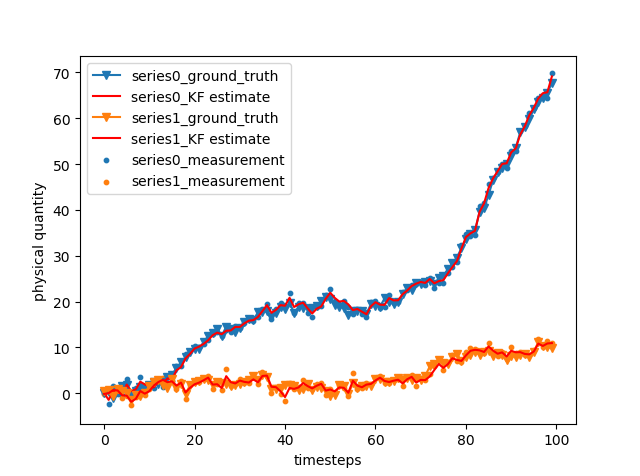 series0_ground_truth
series0_KF estimate
series1_ground_truth
series1_KF estimate
series0_measurement
series1_measurement
70
60
50
40
30
20
10
0
physical quantity
0 20 40 60 80 100
timesteps